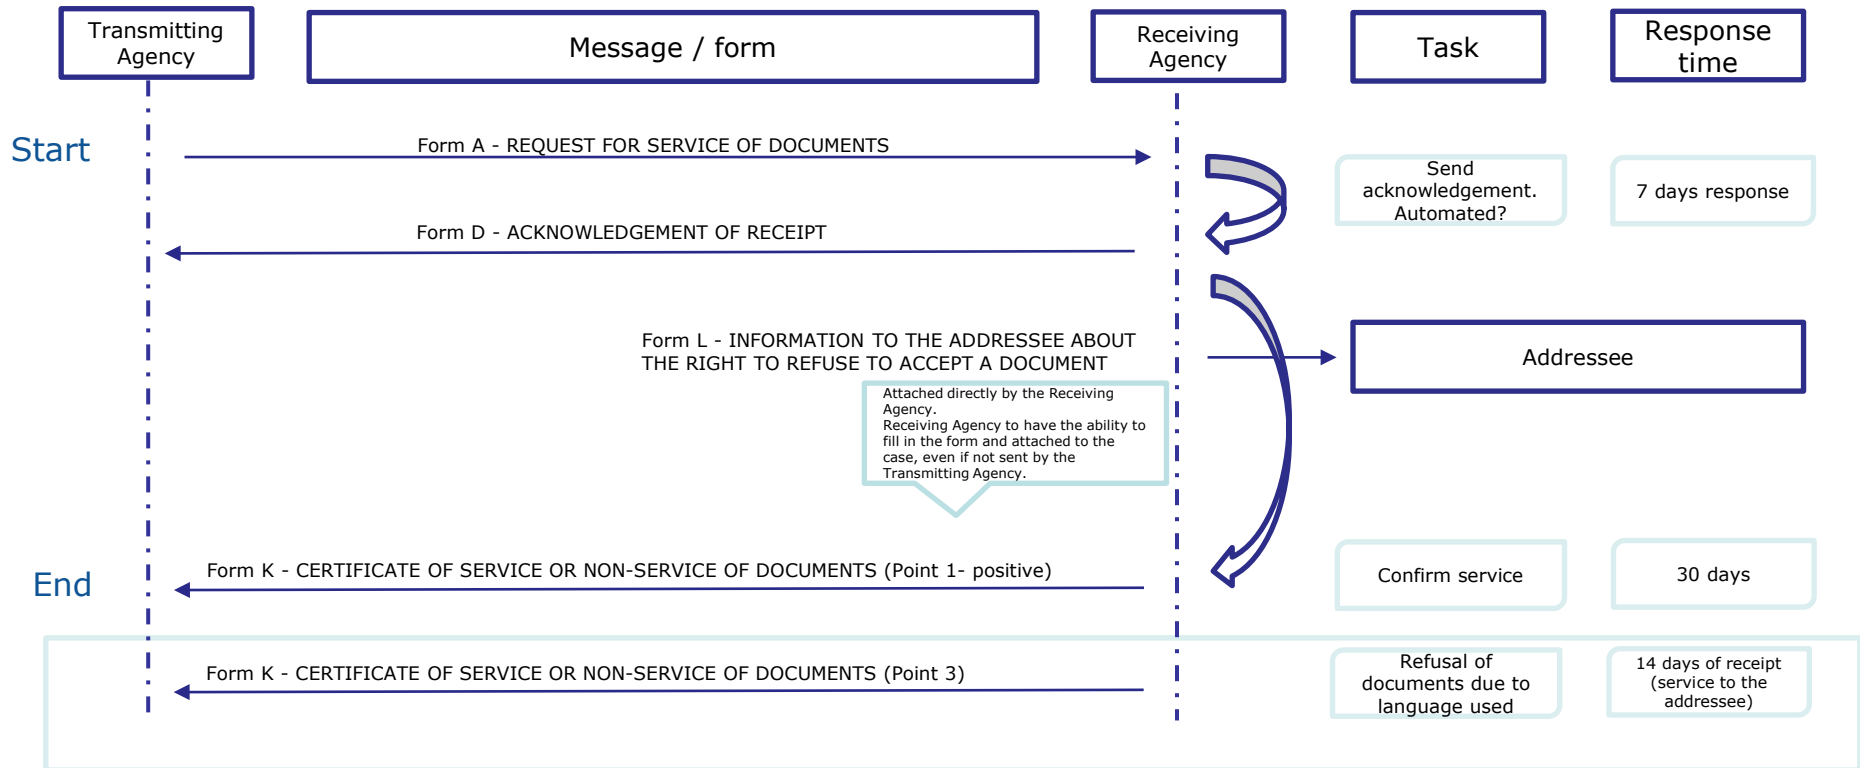 Transmitting
Agency
Message / form
Receiving
Agency
Task
Response
time
Start
Form A - REQUEST FOR SERVICE OF DOCUMENTS
Send
acknowledgement.
Automated?
7 days response
Form D - ACKNOWLEDGEMENT OF RECEIPT
Form L - INFORMATION TO THE ADDRESSEE ABOUT
THE RIGHT TO REFUSE TO ACCEPT A DOCUMENT
Addressee
Attached directly by the Receiving
Agency.
Receiving Agency to have the ability to
fill in the form and attached to the
case, even if not sent by the
Transmitting Agency.
End
Form K - CERTIFICATE OF SERVICE OR NON-SERVICE OF DOCUMENTS (Point 1- positive)
Confirm service
30 days
Form K - CERTIFICATE OF SERVICE OR NON-SERVICE OF DOCUMENTS (Point 3)
Refusal of
documents due to
language used
14 days of receipt
(service to the
addressee)